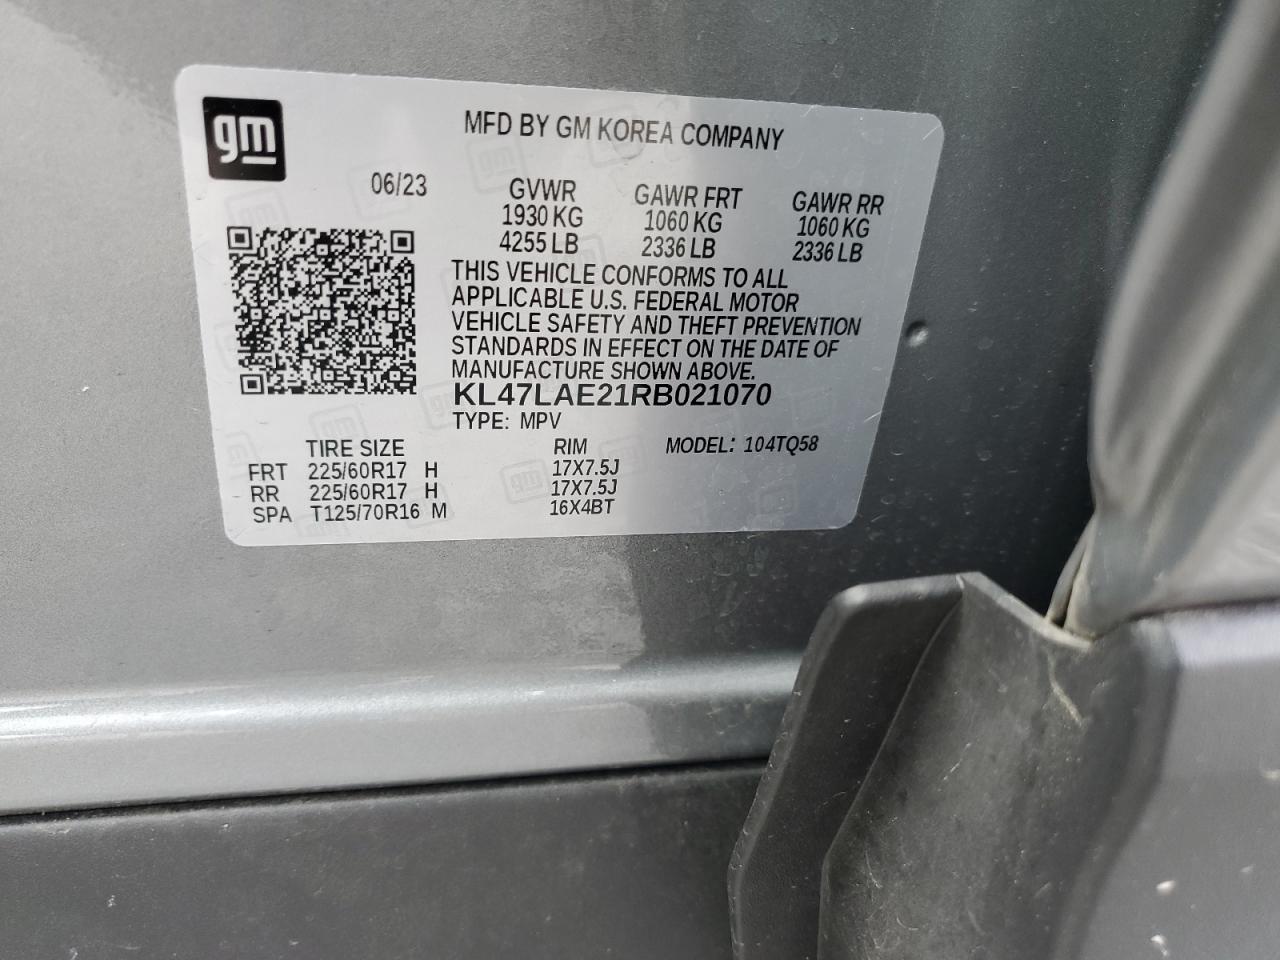 gm
MFD BY GM KOREA COMPANY
06/23
GVWR GAWR FRT GAWR RR
1930 KG 1060 KG 1060 KG
4255 LB 2336 LB 2336 LB
THIS VEHICLE CONFORMS TO ALL
APPLICABLE U.S. FEDERAL MOTOR
VEHICLE SAFETY AND THEFT PREVENTION
STANDARDS IN EFFECT ON THE DATE OF
MANUFACTURE SHOWN ABOVE.
KL47LAE21RB021070
TYPE: MPV
TIRE SIZE RIM MODEL: 104TQ58
FRT 225/60R17 H 17X7.5J
RR 225/60R17 H 17X7.5J
SPA T125/70R16 M 16X4BT